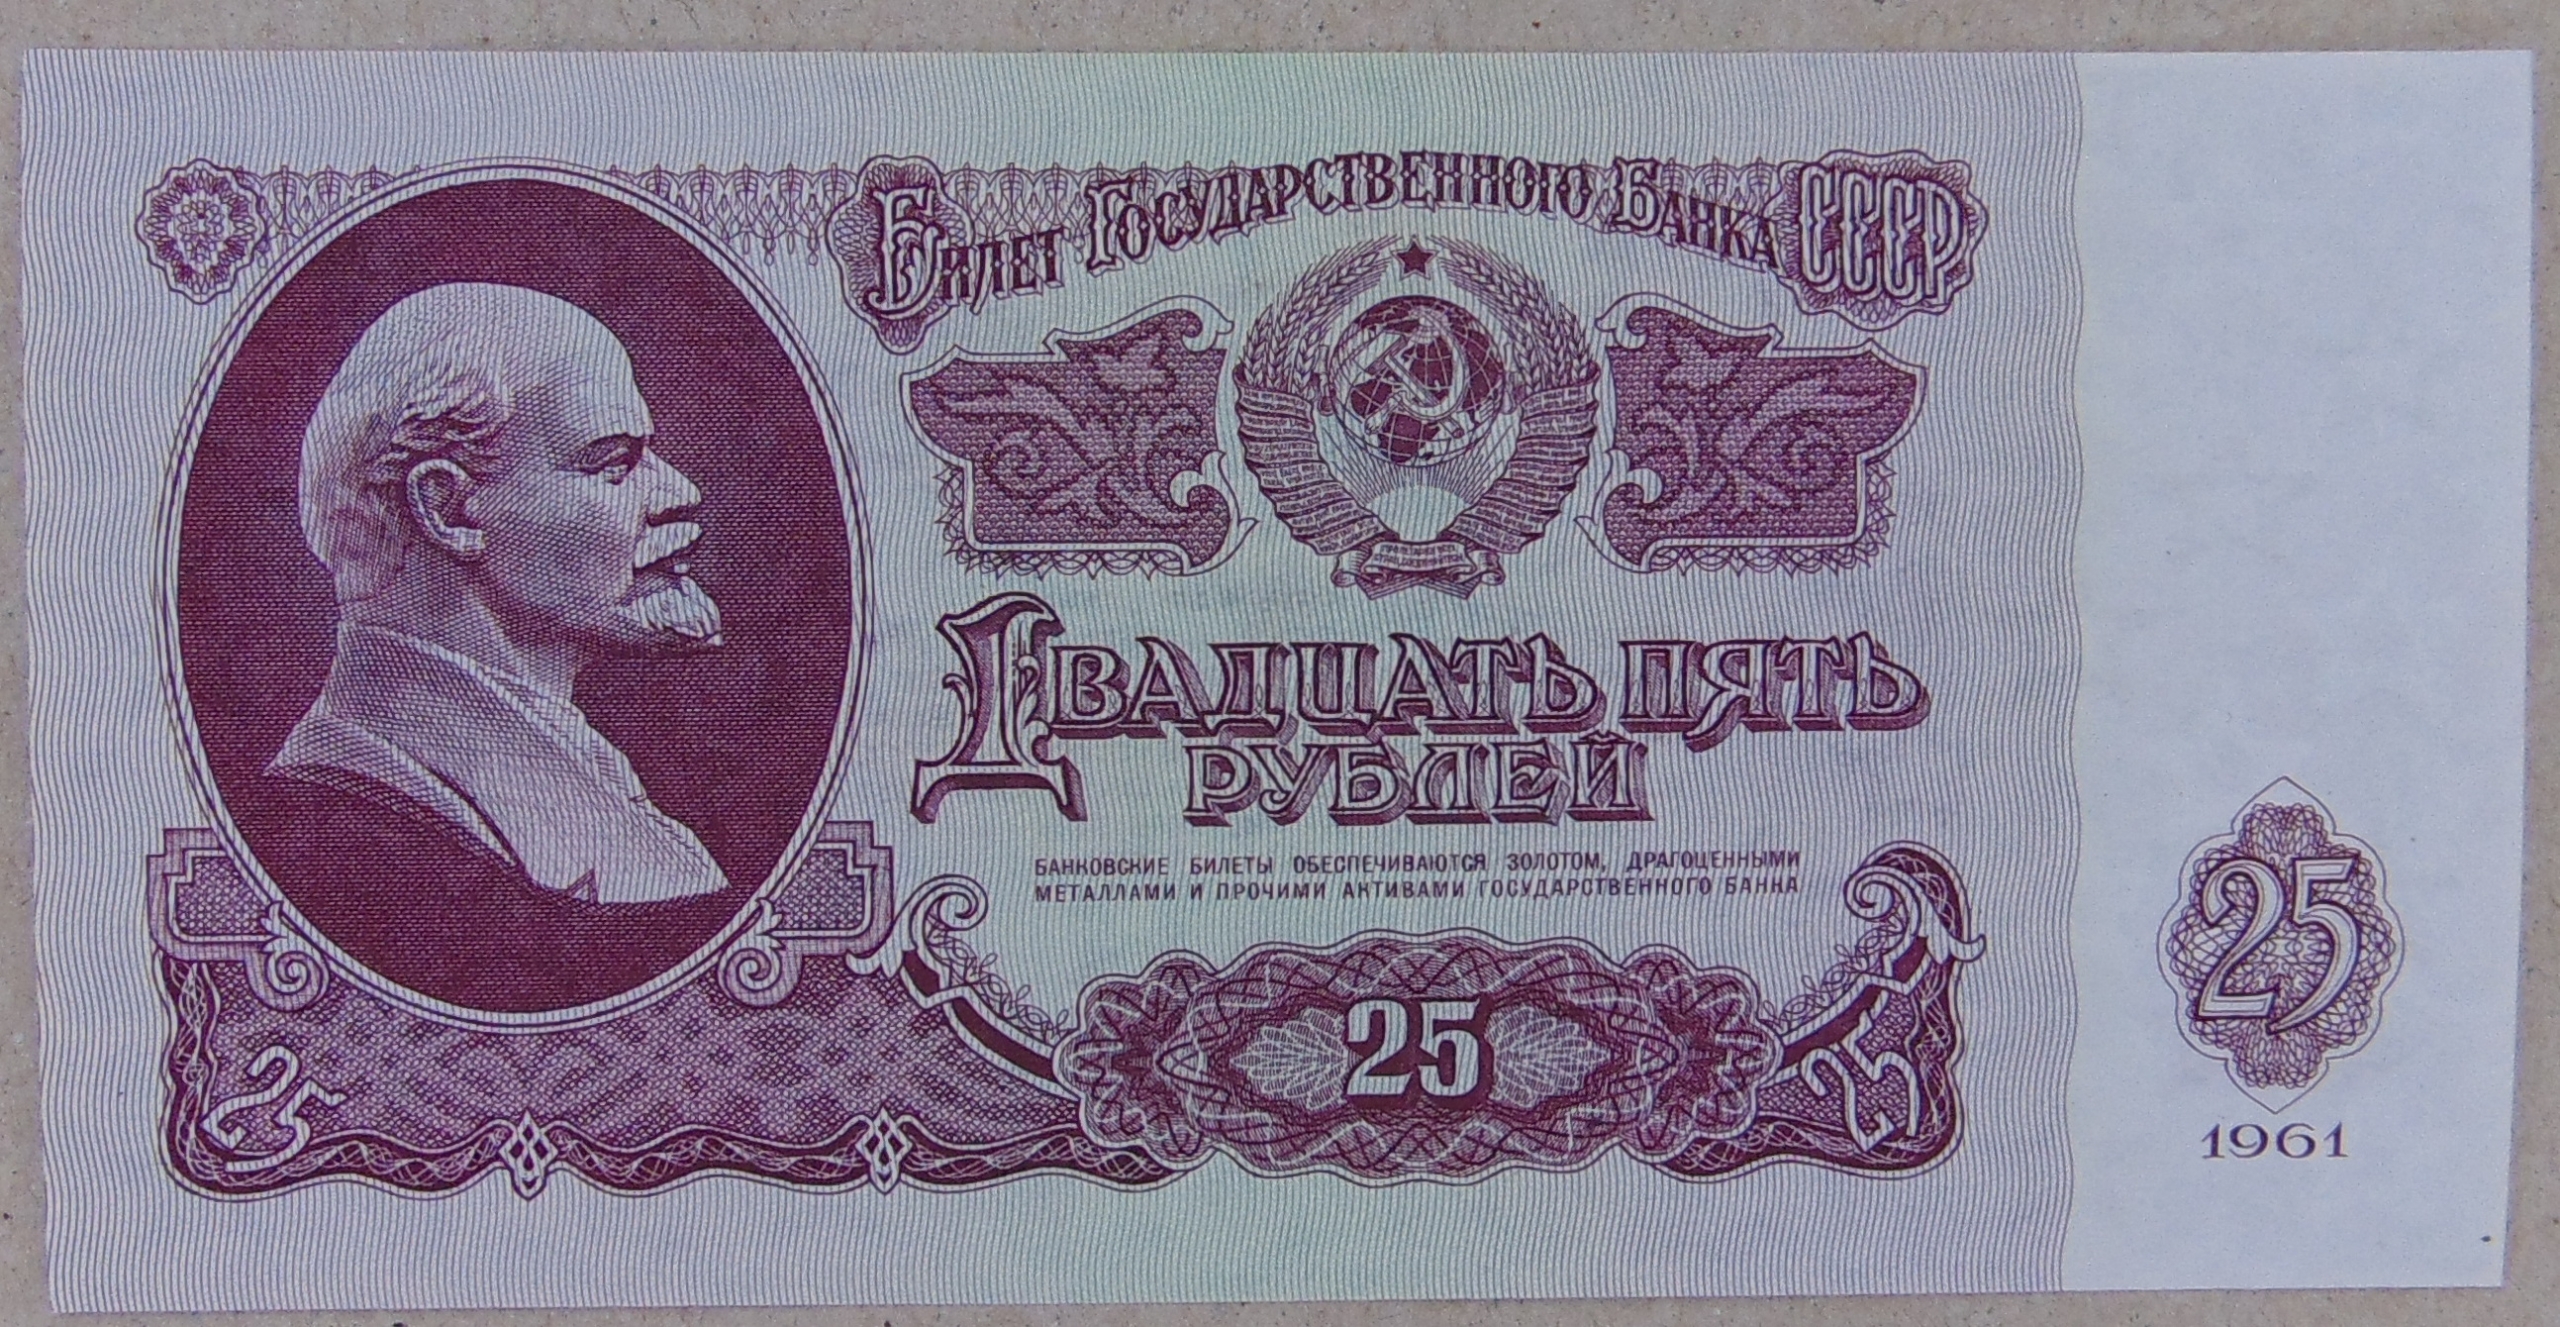 Билет Государственного Банка СССР
Двадцать пять
рублей
БАНКОВСКИЕ БИЛЕТЫ ОБЕСПЕЧИВАЮТСЯ ЗОЛОТОМ, ДРАГОЦЕННЫМИ
МЕТАЛЛАМИ И ПРОЧИМИ АКТИВАМИ ГОСУДАРСТВЕННОГО БАНКА
25
25
25
25
1961